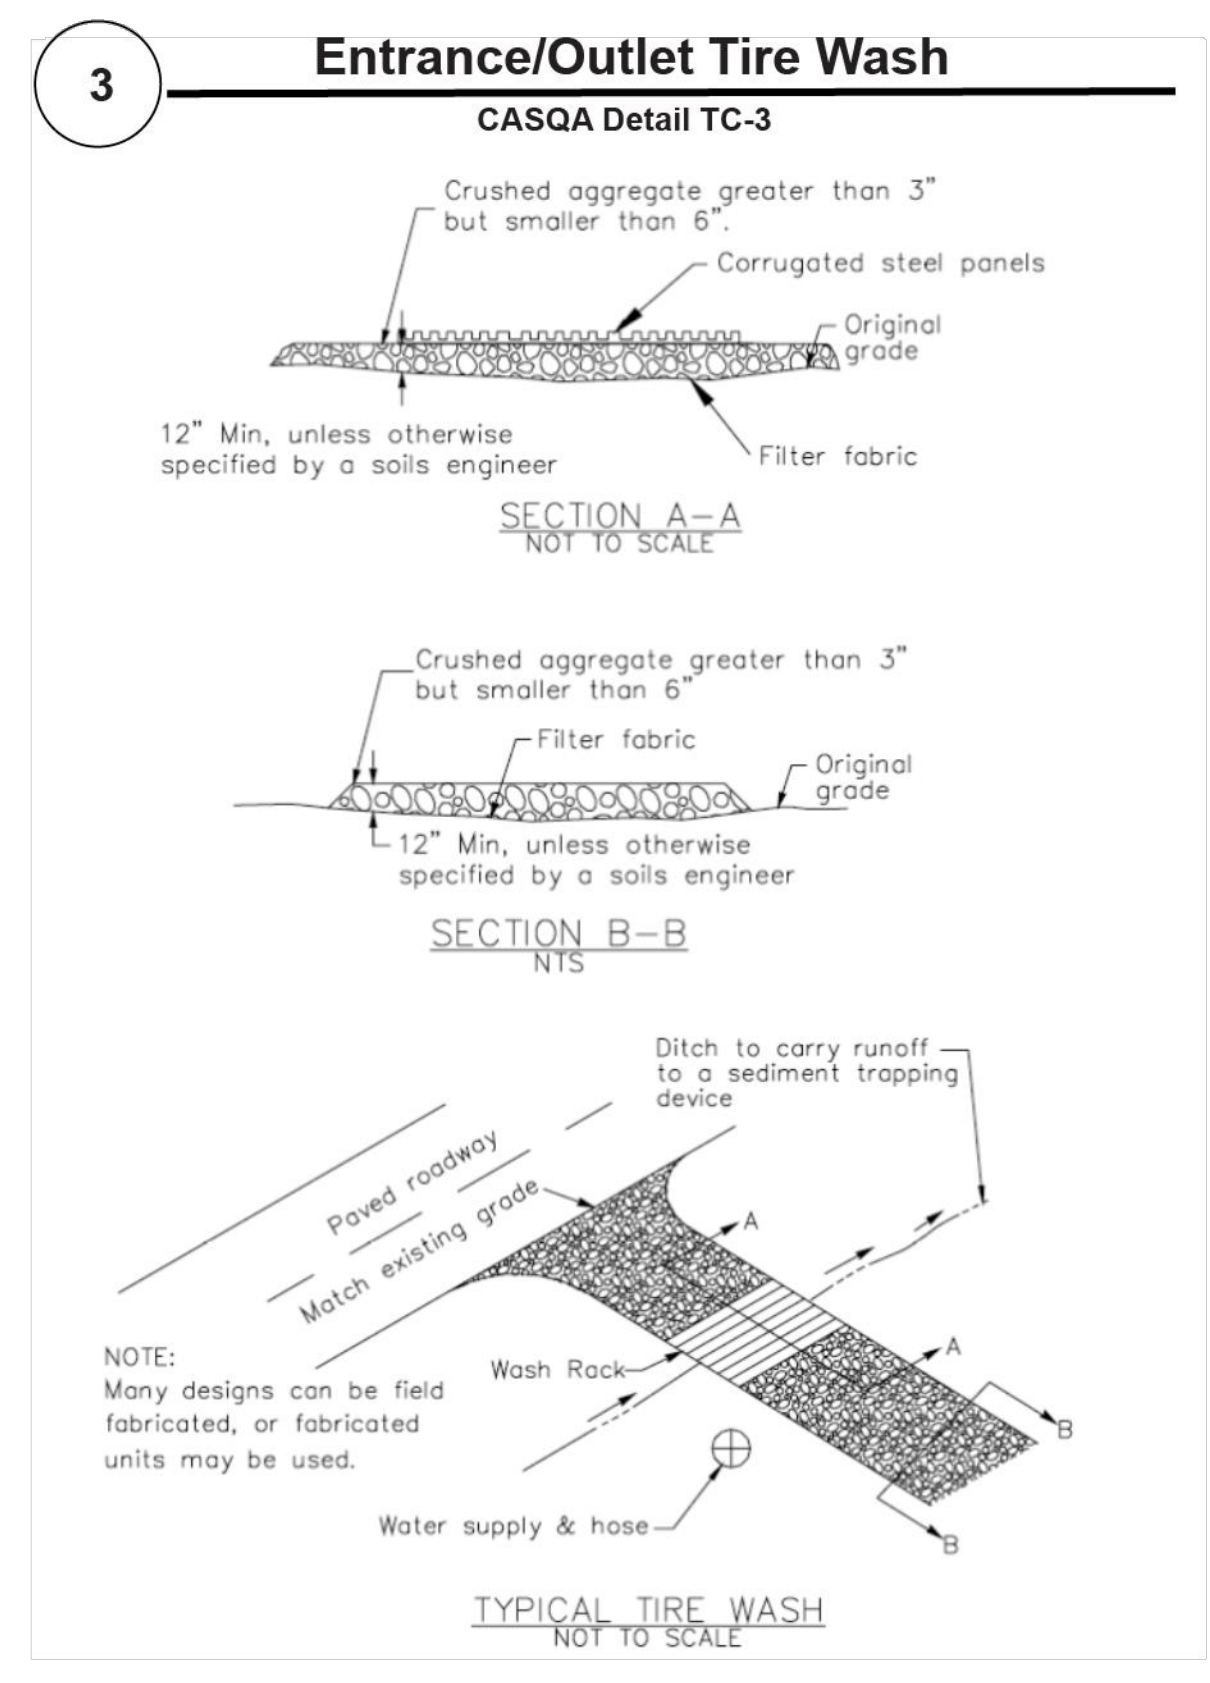 3
Entrance/Outlet Tire Wash
CASQA Detail TC-3
Crushed aggregate greater than 3"
but smaller than 6".
Corrugated steel panels
Original
grade
12" Min, unless otherwise
specified by a soils engineer
Filter fabric
SECTION A-A
NOT TO SCALE
Crushed aggregate greater than 3"
but smaller than 6"
Filter fabric
Original
grade
12" Min, unless otherwise
specified by a soils engineer
SECTION B-B
NTS
Ditch to carry runoff
to a sediment trapping
device
Paved roadway
Match existing grade
A
A
B
B
NOTE:
Many designs can be field
fabricated, or fabricated
units may be used.
Wash Rack
Water supply & hose
TYPICAL TIRE WASH
NOT TO SCALE